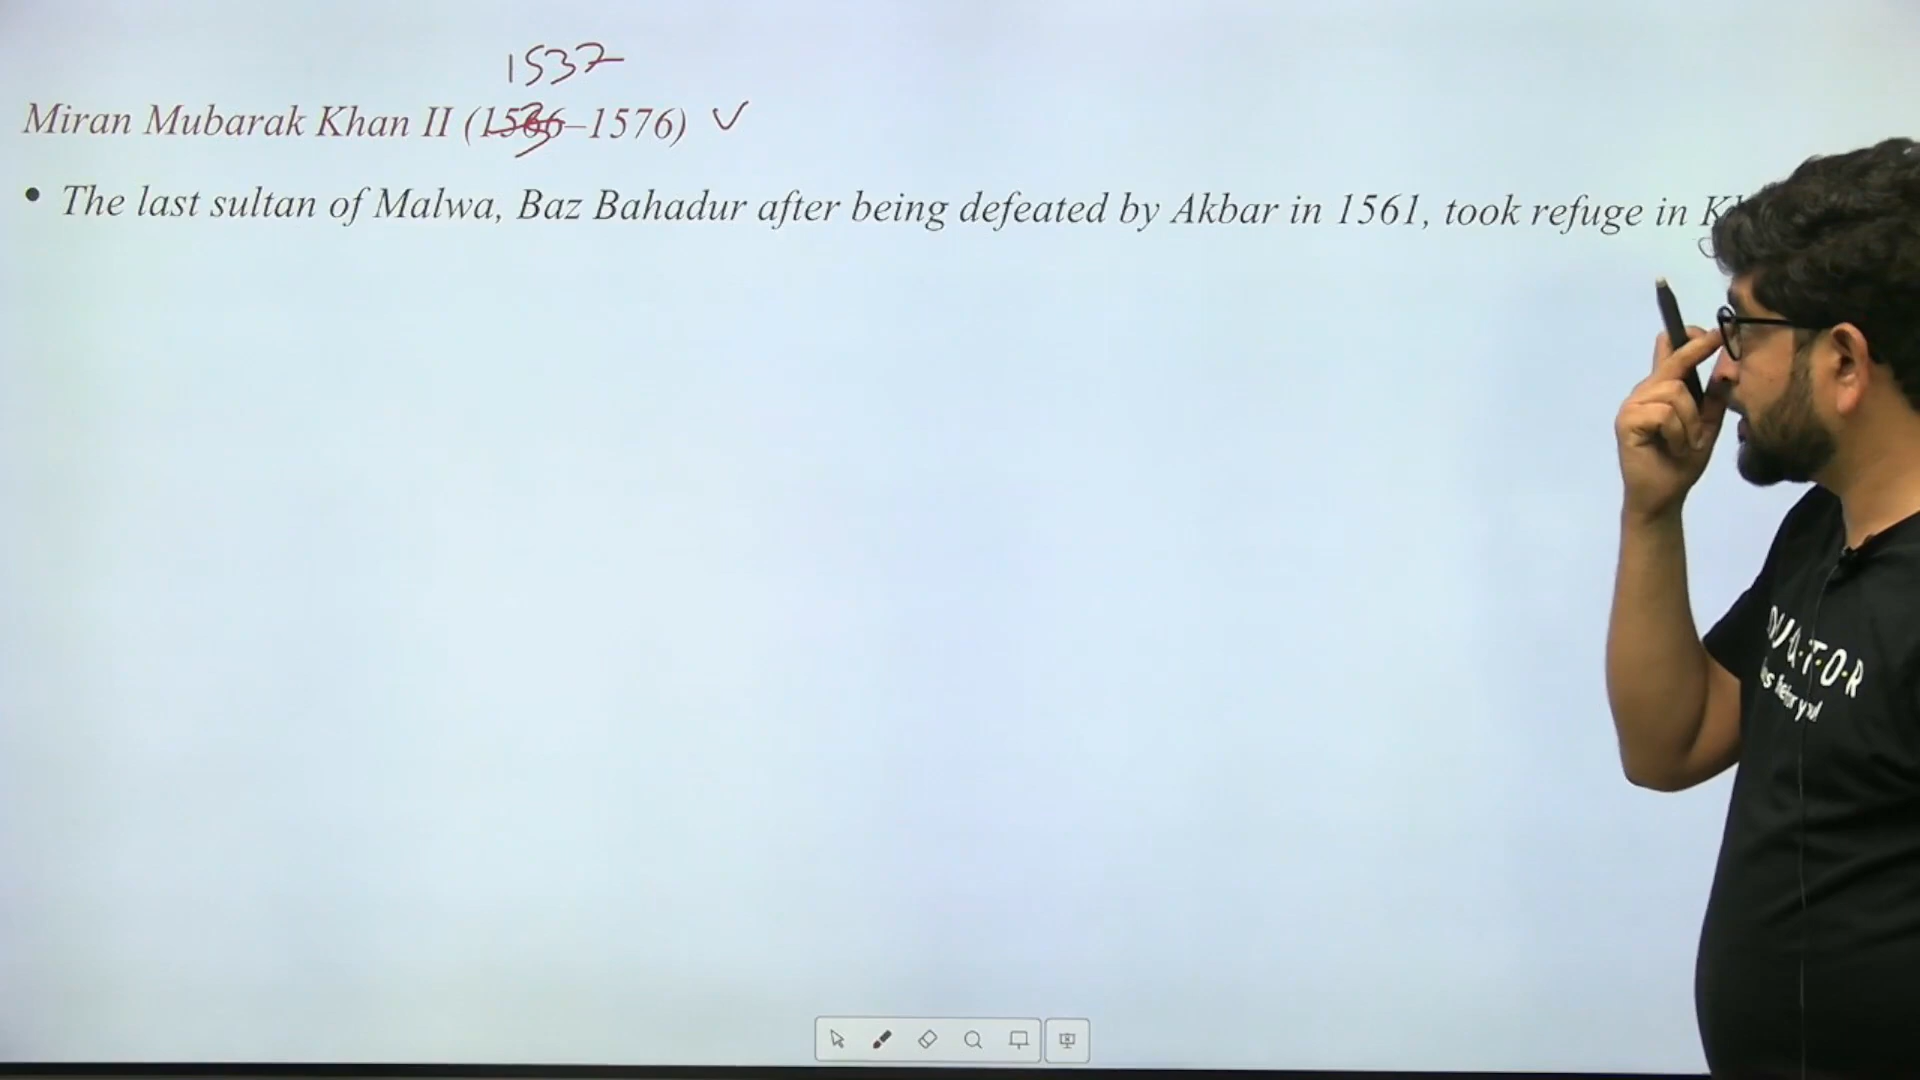 1537
Miran Mubarak Khan II (1566–1576) ✓
• The last sultan of Malwa, Baz Bahadur after being defeated by Akbar in 1561, took refuge in